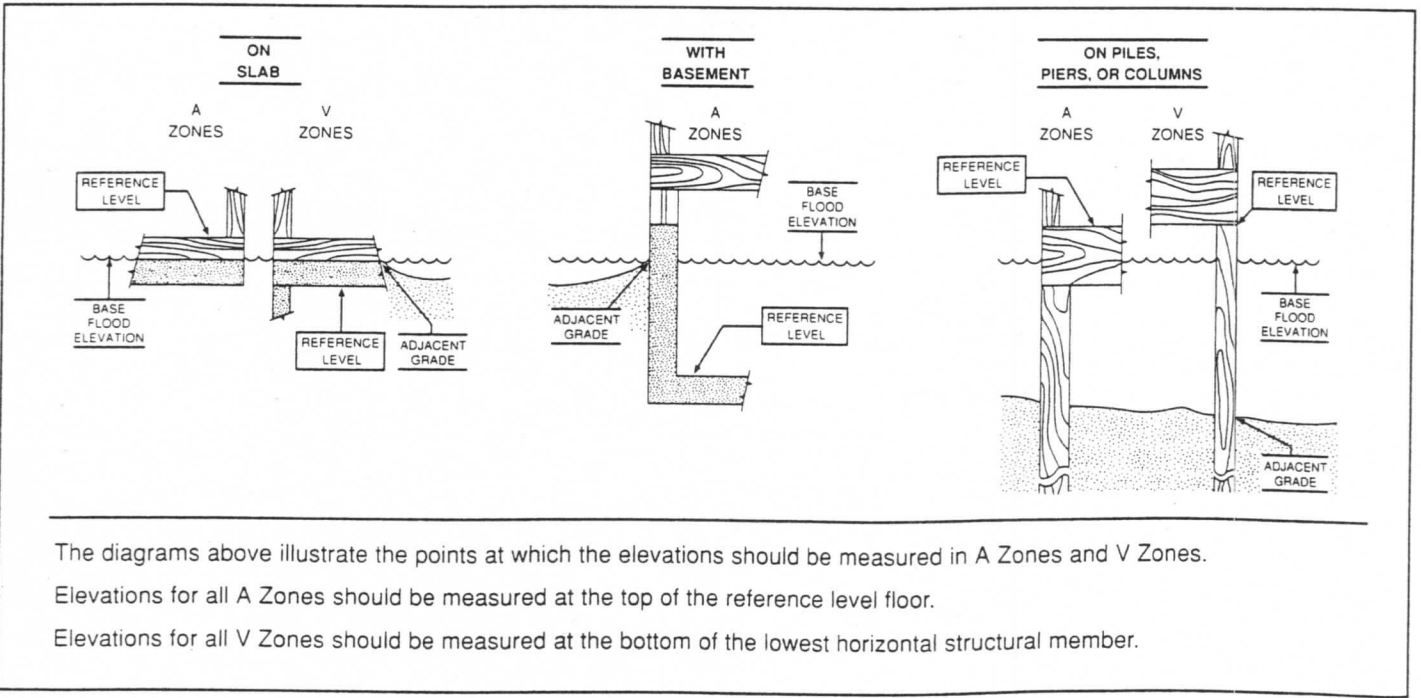 ON
SLAB
A
ZONES
V
ZONES
REFERENCE
LEVEL
BASE
FLOOD
ELEVATION
REFERENCE
LEVEL
ADJACENT
GRADE
WITH
BASEMENT
A
ZONES
BASE
FLOOD
ELEVATION
ADJACENT
GRADE
REFERENCE
LEVEL
ON PILES,
PIERS, OR COLUMNS
A
ZONES
V
ZONES
REFERENCE
LEVEL
REFERENCE
LEVEL
BASE
FLOOD
ELEVATION
ADJACENT
GRADE
The diagrams above illustrate the points at which the elevations should be measured in A Zones and V Zones.
Elevations for all A Zones should be measured at the top of the reference level floor.
Elevations for all V Zones should be measured at the bottom of the lowest horizontal structural member.